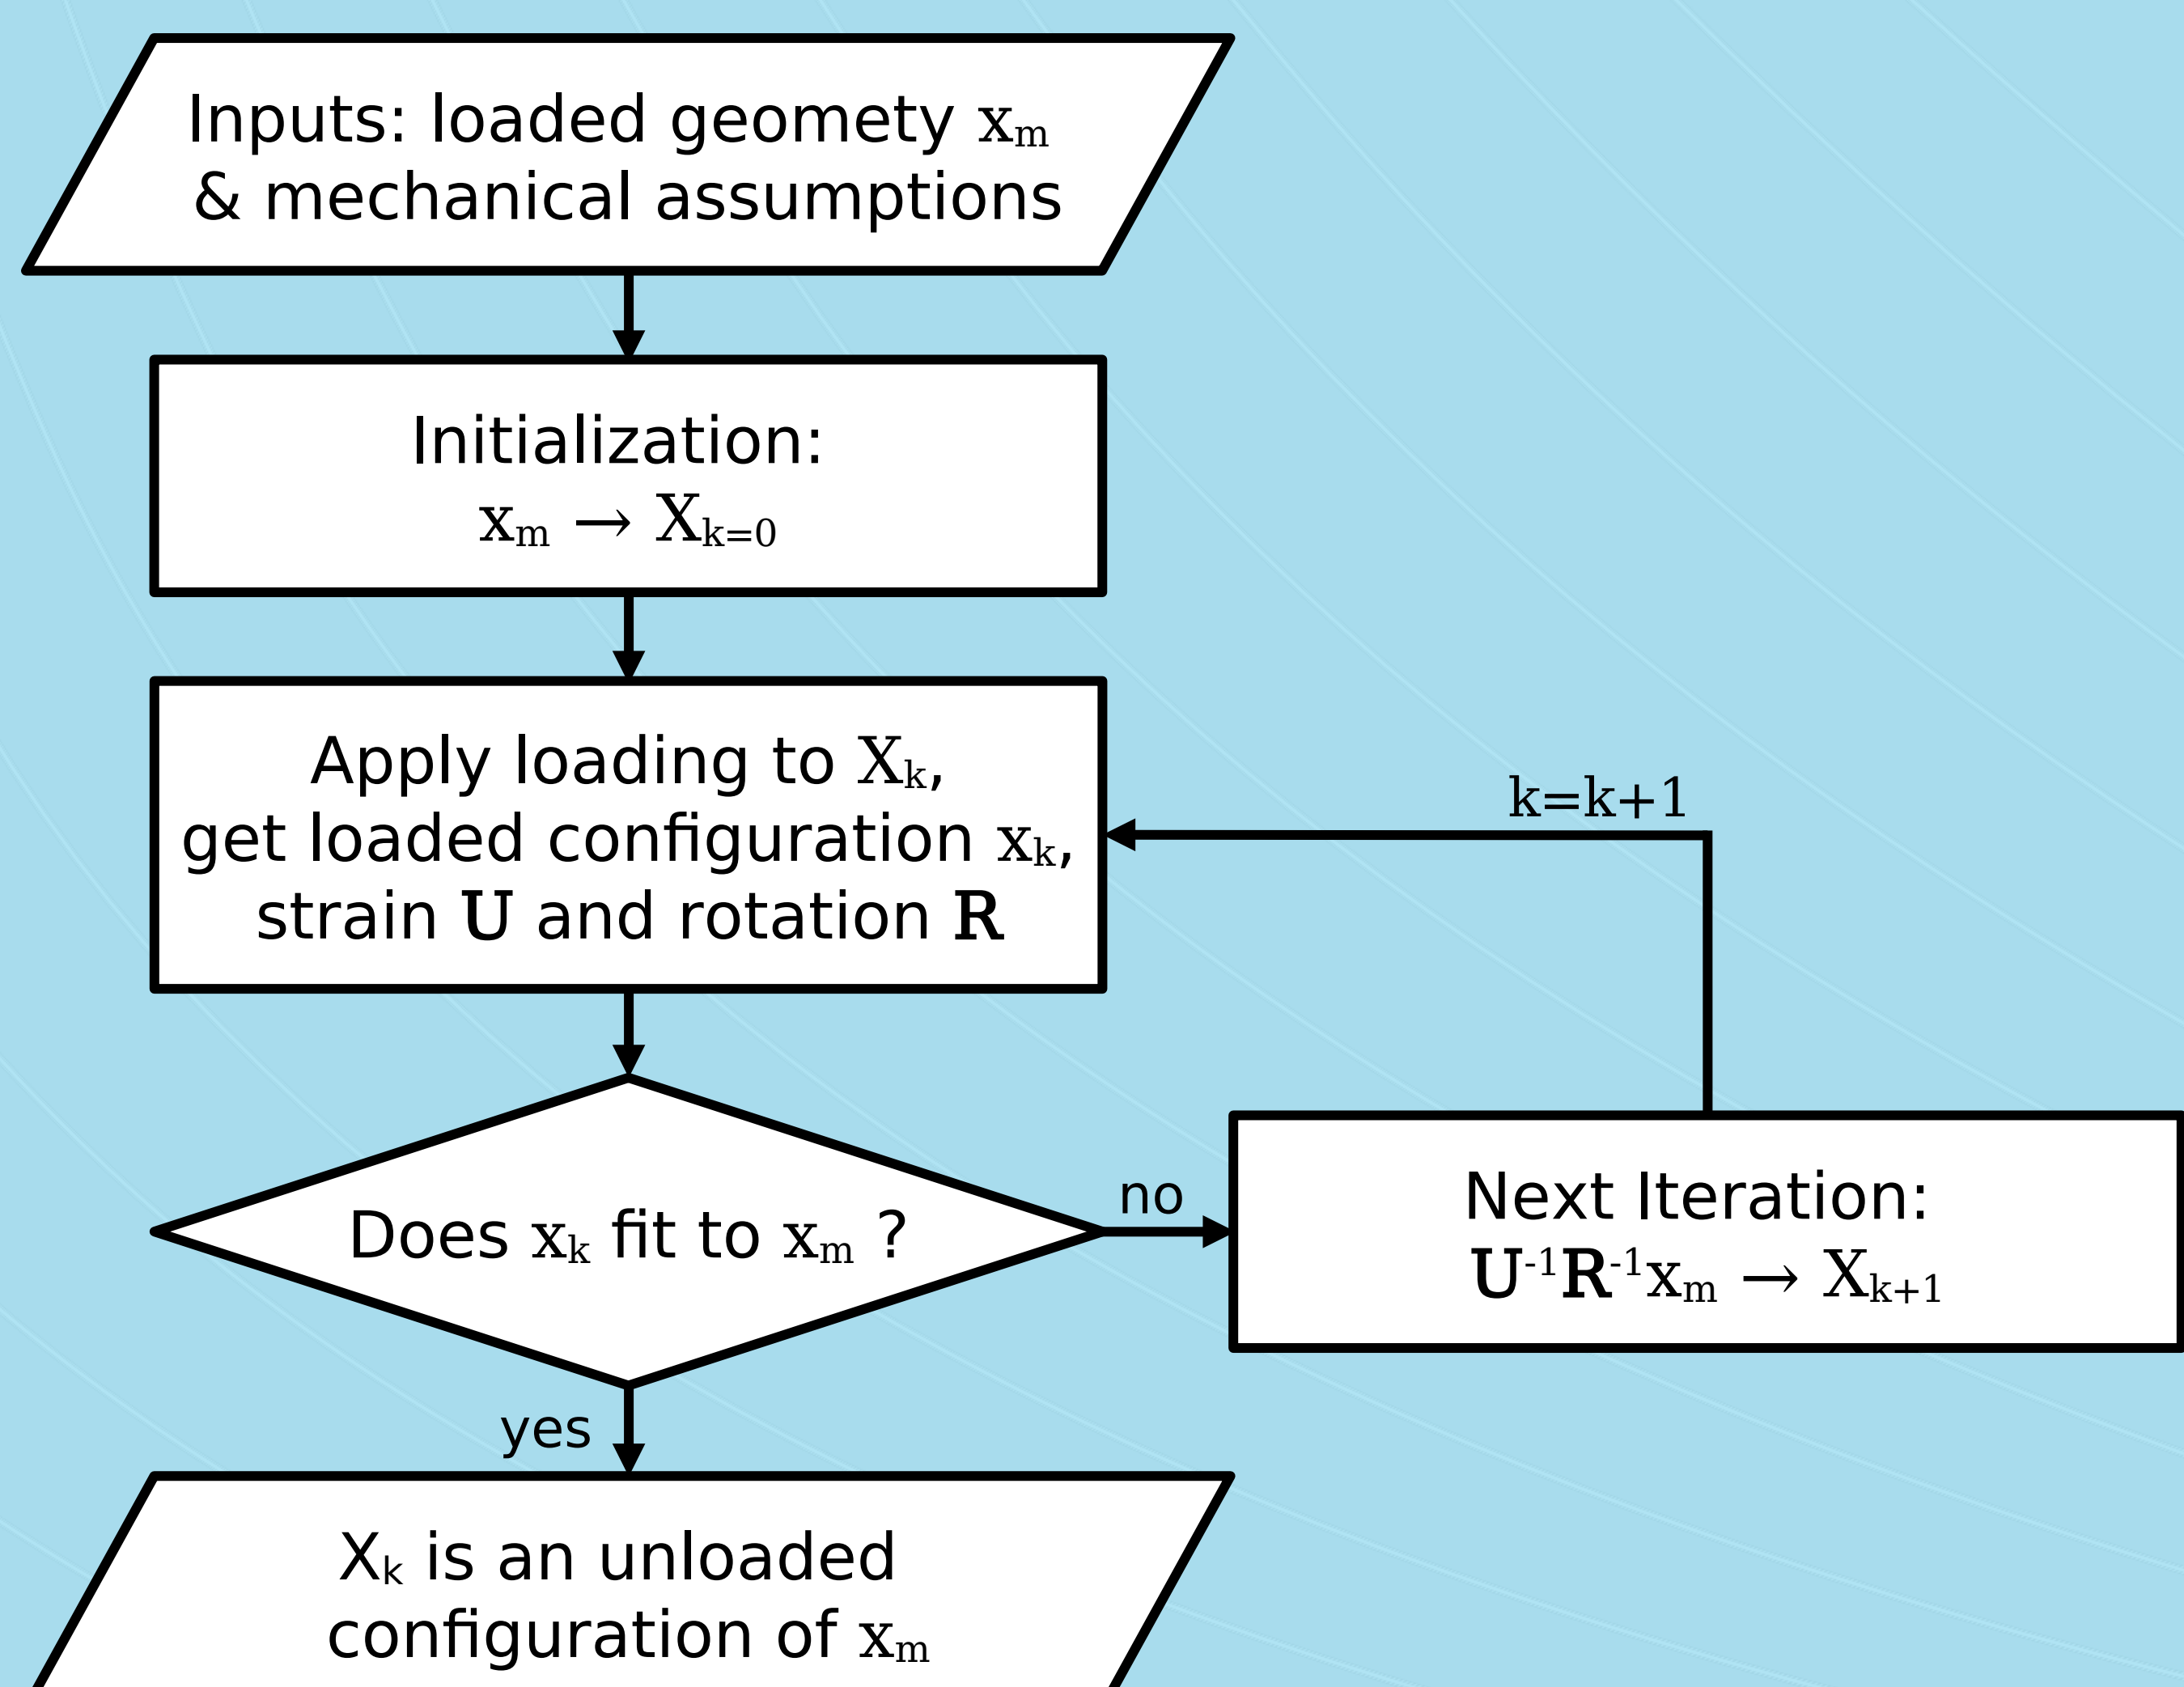 Inputs: loaded geomety xₘ
& mechanical assumptions
Initialization:
xₘ → Xₖ₌₀
Apply loading to Xₖ,
get loaded configuration xₖ,
strain U and rotation R
k=k+1
Does xₖ fit to xₘ ?
no
Next Iteration:
U⁻¹R⁻¹xₘ → Xₖ₊₁
yes
Xₖ is an unloaded
configuration of xₘ